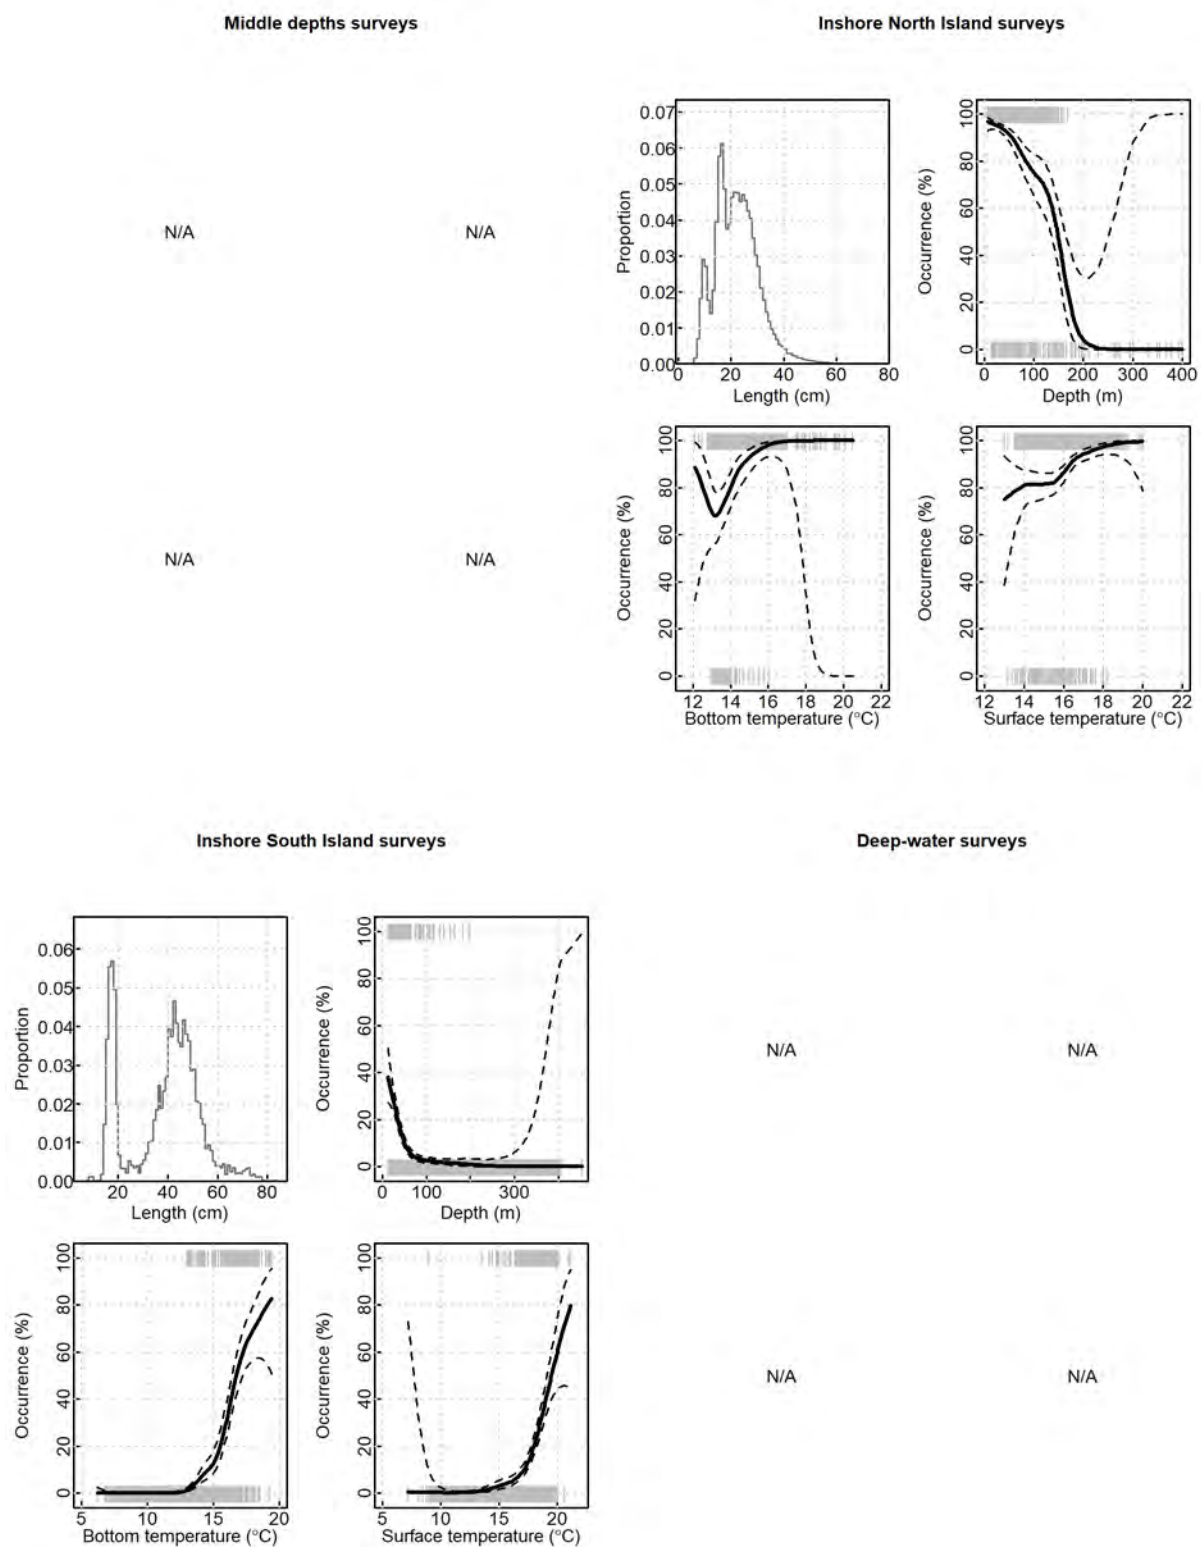 Middle depths surveys
N/A
N/A
N/A
N/A
Inshore North Island surveys
Proportion
0.07
0.06
0.05
0.04
0.03
0.02
0.01
0.00
0 20 40 60 80
Length (cm)
Occurrence (%)
100
80
60
40
20
0
0 100 200 300 400
Depth (m)
Occurrence (%)
100
80
60
40
20
0
12 14 16 18 20 22
Bottom temperature (°C)
Occurrence (%)
100
80
60
40
20
0
12 14 16 18 20 22
Surface temperature (°C)
Inshore South Island surveys
Proportion
0.06
0.05
0.04
0.03
0.02
0.01
0.00
20 40 60 80
Length (cm)
Occurrence (%)
100
80
60
40
20
0
0 100 300
Depth (m)
Occurrence (%)
100
80
60
40
20
0
5 10 15 20
Bottom temperature (°C)
Occurrence (%)
100
80
60
40
20
0
5 10 15 20
Surface temperature (°C)
Deep-water surveys
N/A
N/A
N/A
N/A